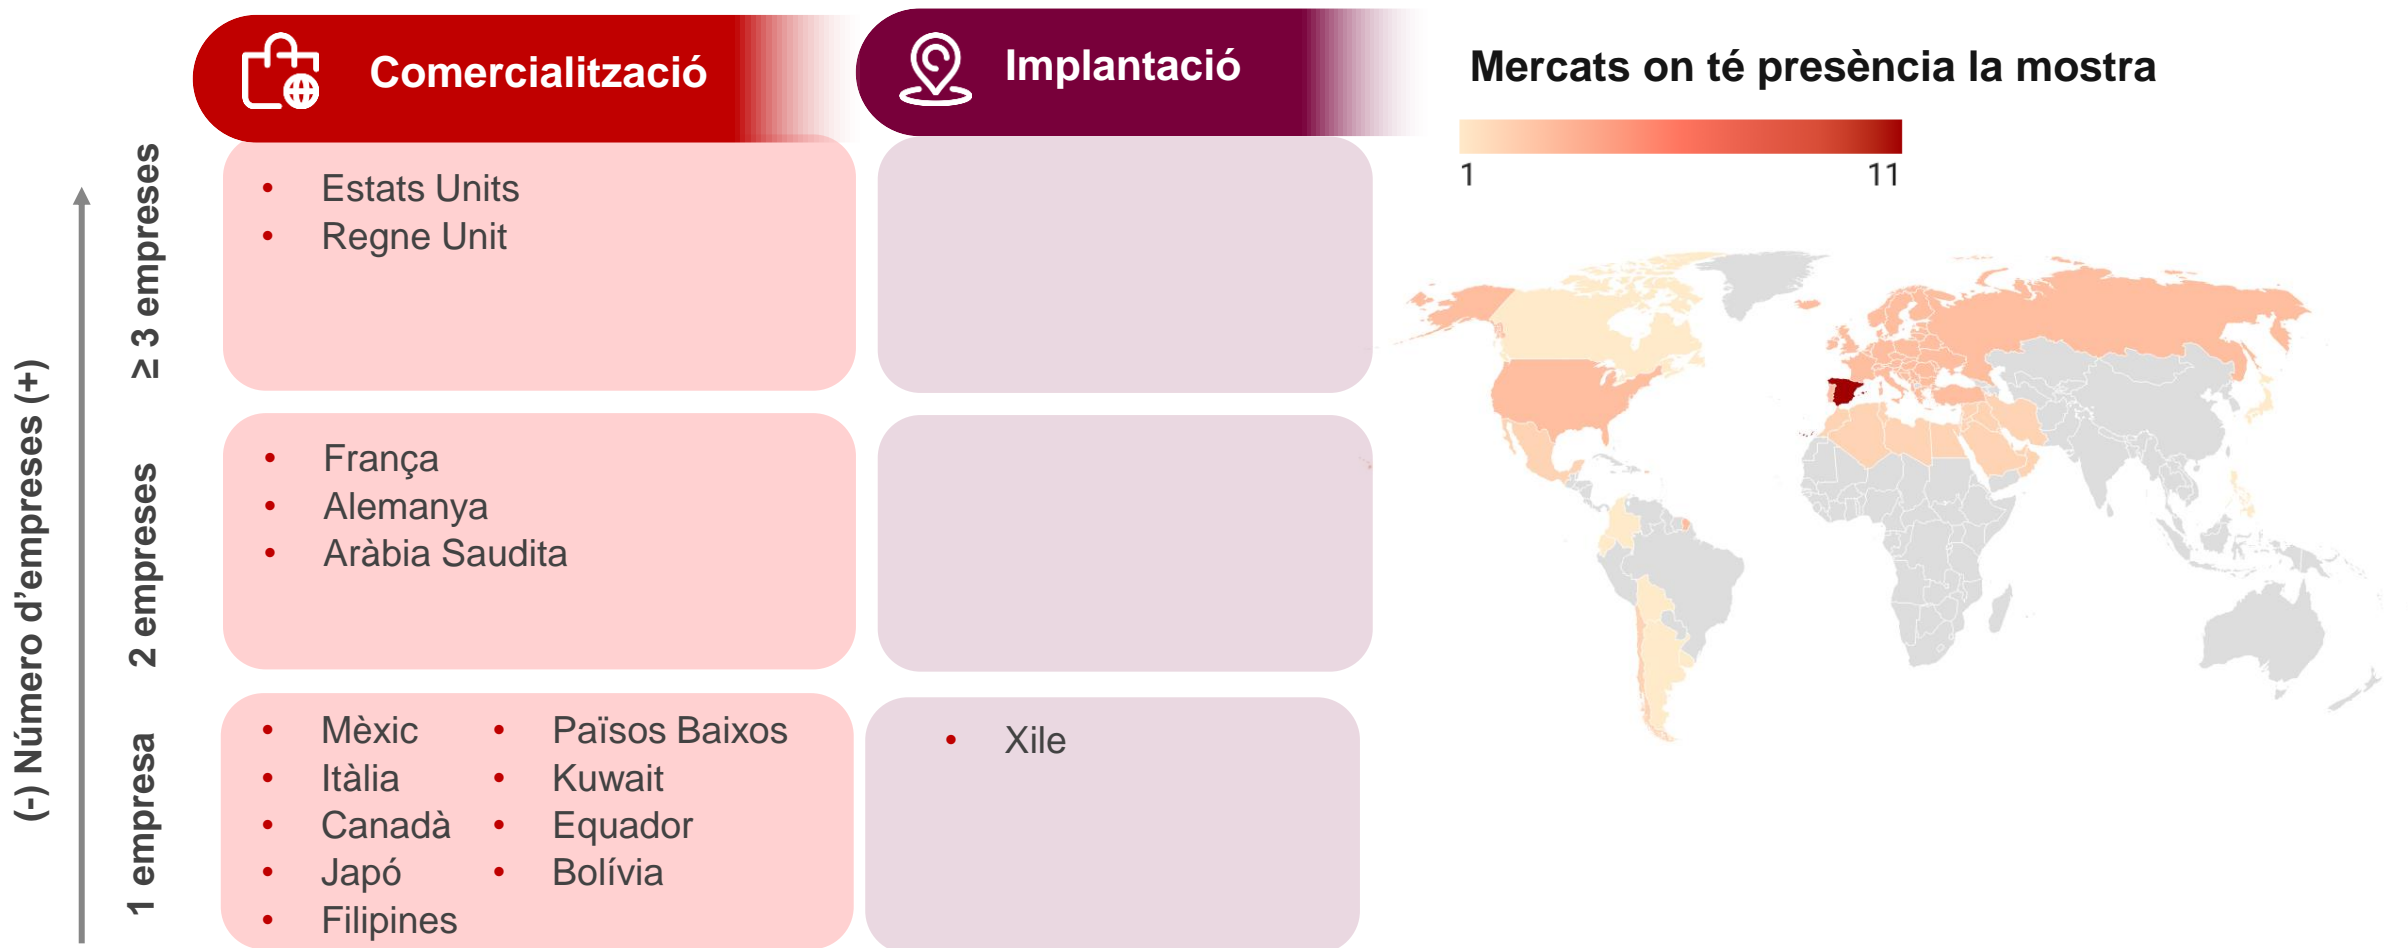 Comercialització
Implantació
Mercats on té presència la mostra
1
11
(-) Número d'empreses (+)
≥ 3 empreses
• Estats Units
• Regne Unit
2 empreses
• França
• Alemanya
• Aràbia Saudita
1 empresa
• Mèxic
• Itàlia
• Canadà
• Japó
• Filipines
• Països Baixos
• Kuwait
• Equador
• Bolívia
• Xile